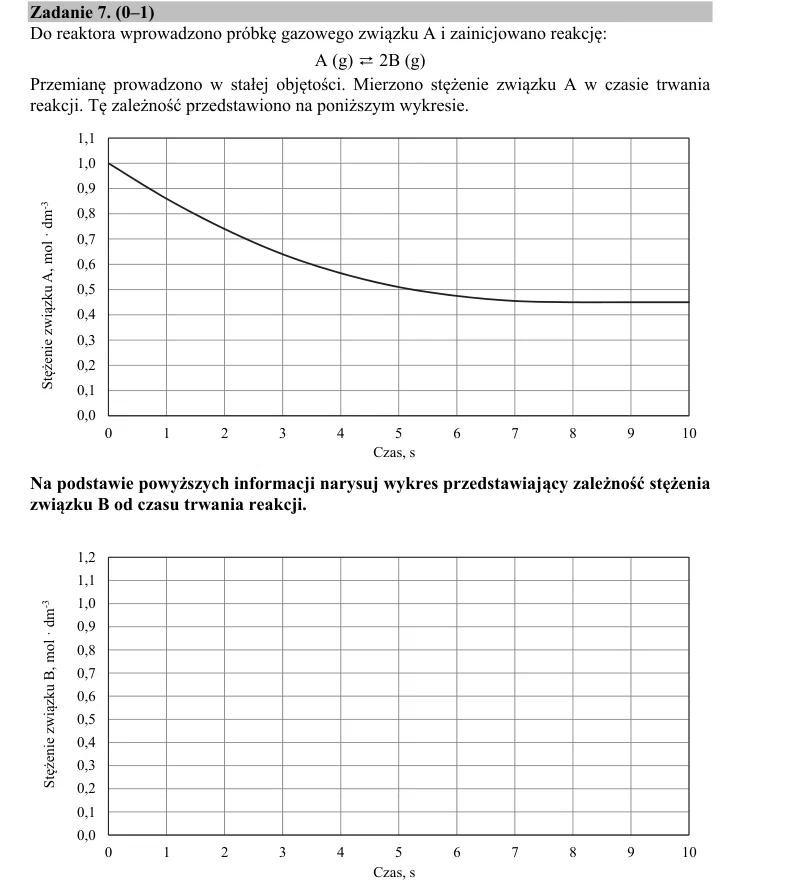 Zadanie 7. (0–1)
Do reaktora wprowadzono próbkę gazowego związku A i zainicjowano reakcję:
A (g) ⇄ 2B (g)
Przemianę prowadzono w stałej objętości. Mierzono stężenie związku A w czasie trwania
reakcji. Tę zależność przedstawiono na poniższym wykresie.
Stężenie związku A, mol · dm⁻³
1,1
1,0
0,9
0,8
0,7
0,6
0,5
0,4
0,3
0,2
0,1
0,0
0 1 2 3 4 5 6 7 8 9 10
Czas, s
Na podstawie powyższych informacji narysuj wykres przedstawiający zależność stężenia
związku B od czasu trwania reakcji.
Stężenie związku B, mol · dm⁻³
1,2
1,1
1,0
0,9
0,8
0,7
0,6
0,5
0,4
0,3
0,2
0,1
0,0
0 1 2 3 4 5 6 7 8 9 10
Czas, s